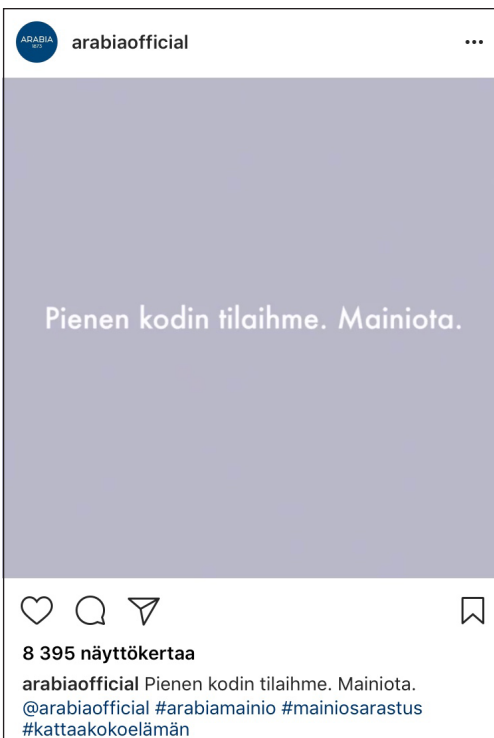 ARABIA
1873
arabiaofficial
Pienen kodin tilaihme. Mainiota.
8 395 näyttökertaa
arabiaofficial Pienen kodin tilaihme. Mainiota.
@arabiaofficial #arabiamainio #mainiosarastus
#kattaakokoelämän